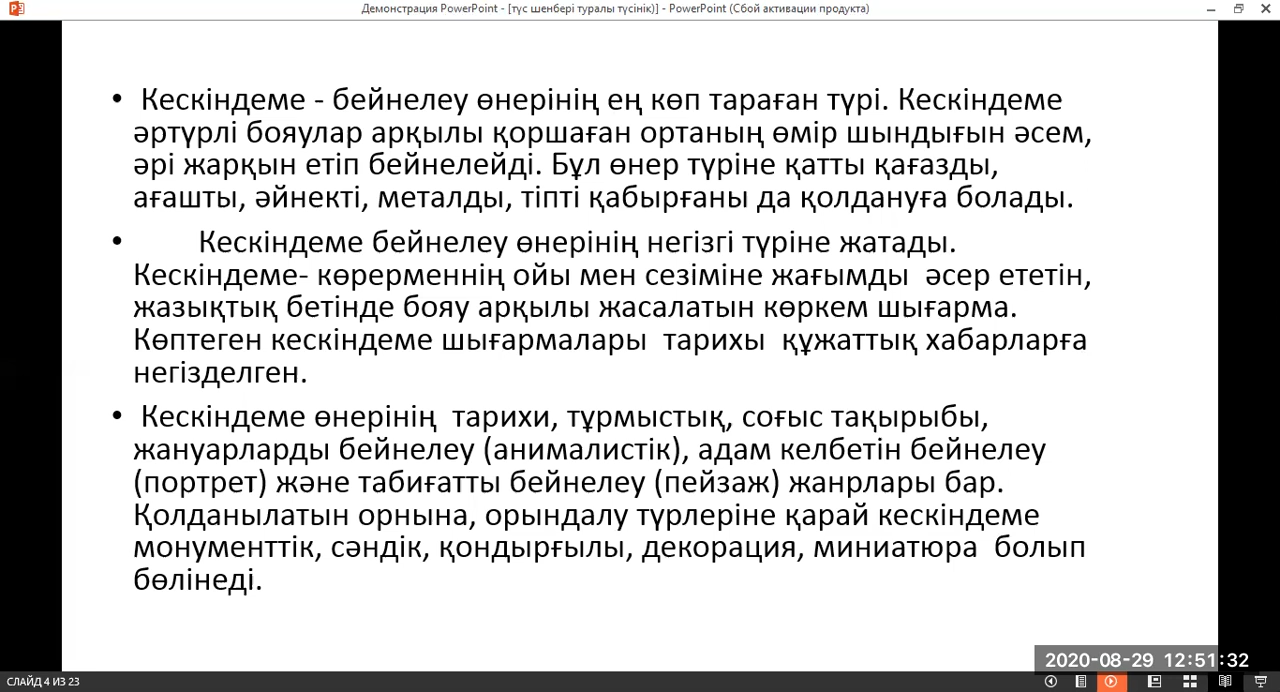 Демонстрация PowerPoint - [түс шенбері туралы түсінік)] - PowerPoint (Сбой активации продукта)
• Кескіндеме - бейнелеу өнерінің ең көп тараған түрі. Кескіндеме
әртүрлі бояулар арқылы қоршаған ортаның өмір шындығын әсем,
әрі жарқын етіп бейнелейді. Бұл өнер түріне қатты қағазды,
ағашты, әйнекті, металды, тіпті қабырғаны да қолдануға болады.
• Кескіндеме бейнелеу өнерінің негізгі түріне жатады.
Кескіндеме- көрерменнің ойы мен сезіміне жағымды әсер ететін,
жазықтық бетінде бояу арқылы жасалатын көркем шығарма.
Көптеген кескіндеме шығармалары тарихы құжаттық хабарларға
негізделген.
• Кескіндеме өнерінің тарихи, тұрмыстық, соғыс тақырыбы,
жануарларды бейнелеу (анималистік), адам келбетін бейнелеу
(портрет) және табиғатты бейнелеу (пейзаж) жанрлары бар.
Қолданылатын орнына, орындалу түрлеріне қарай кескіндеме
монументтік, сәндік, қондырғылы, декорация, миниатюра болып
бөлінеді.
2020-08-29 12:51:32
СЛАЙД 4 ИЗ 23